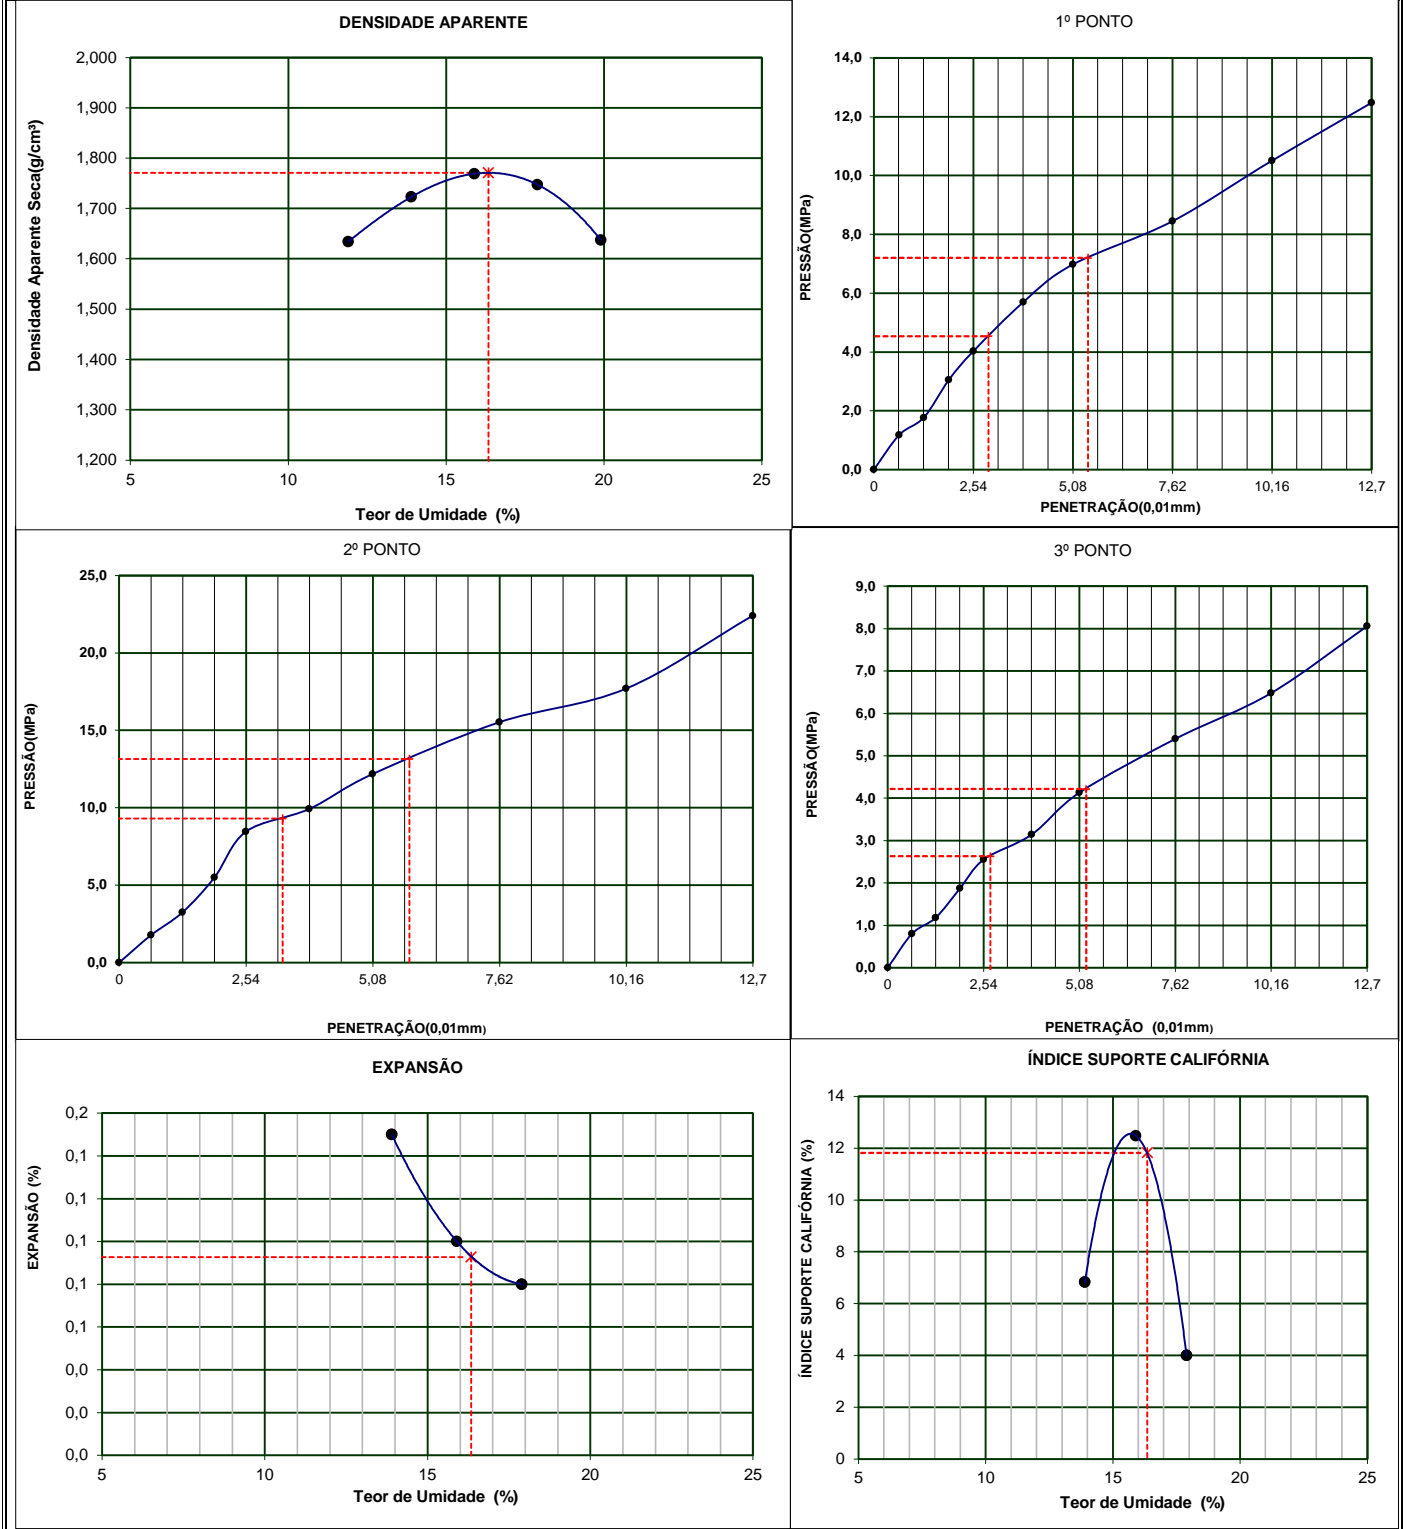 DENSIDADE APARENTE
2,000
1,900
1,800
1,700
1,600
1,500
1,400
1,300
1,200
5 10 15 20 25
Densidade Aparente Seca(g/cm³)
Teor de Umidade (%)
1º PONTO
14,0
12,0
10,0
8,0
6,0
4,0
2,0
0,0
0 2,54 5,08 7,62 10,16 12,7
PRESSÃO(MPa)
PENETRAÇÃO(0,01mm)
2º PONTO
25,0
20,0
15,0
10,0
5,0
0,0
0 2,54 5,08 7,62 10,16 12,7
PRESSÃO(MPa)
PENETRAÇÃO(0,01mm)
3º PONTO
9,0
8,0
7,0
6,0
5,0
4,0
3,0
2,0
1,0
0,0
0 2,54 5,08 7,62 10,16 12,7
PRESSÃO(MPa)
PENETRAÇÃO (0,01mm)
EXPANSÃO
0,2
0,1
0,1
0,1
0,1
0,1
0,0
0,0
0,0
5 10 15 20 25
EXPANSÃO (%)
Teor de Umidade (%)
ÍNDICE SUPORTE CALIFÓRNIA
14
12
10
8
6
4
2
0
5 10 15 20 25
ÍNDICE SUPORTE CALIFÓRNIA (%)
Teor de Umidade (%)